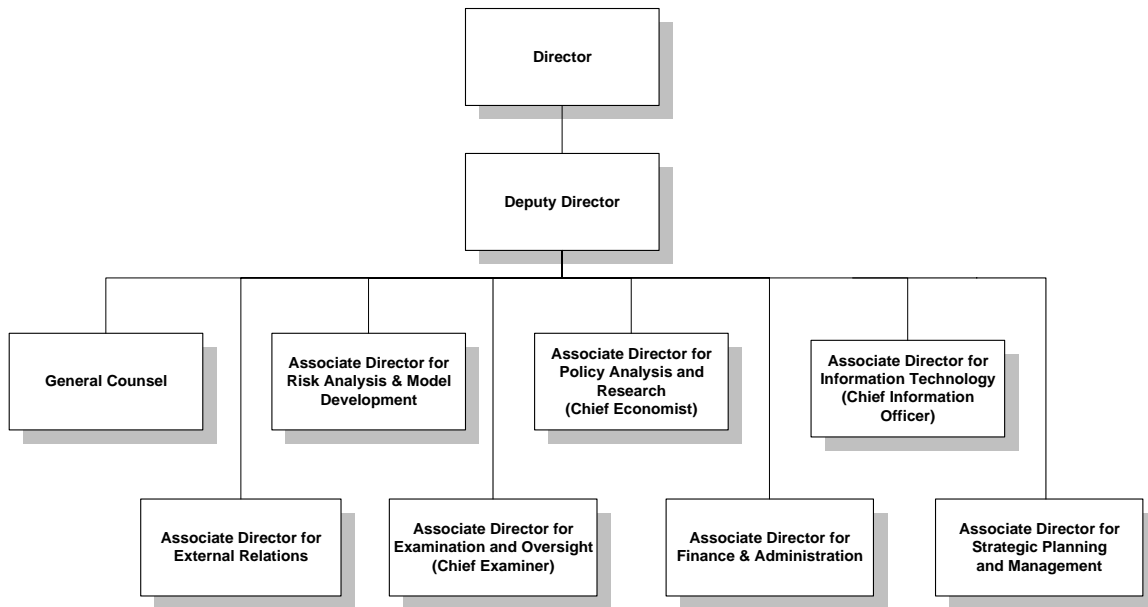 Director
Deputy Director
General Counsel
Associate Director for
Risk Analysis & Model
Development
Associate Director for
Policy Analysis and
Research
(Chief Economist)
Associate Director for
Information Technology
(Chief Information
Officer)
Associate Director for
External Relations
Associate Director for
Examination and Oversight
(Chief Examiner)
Associate Director for
Finance & Administration
Associate Director for
Strategic Planning
and Management